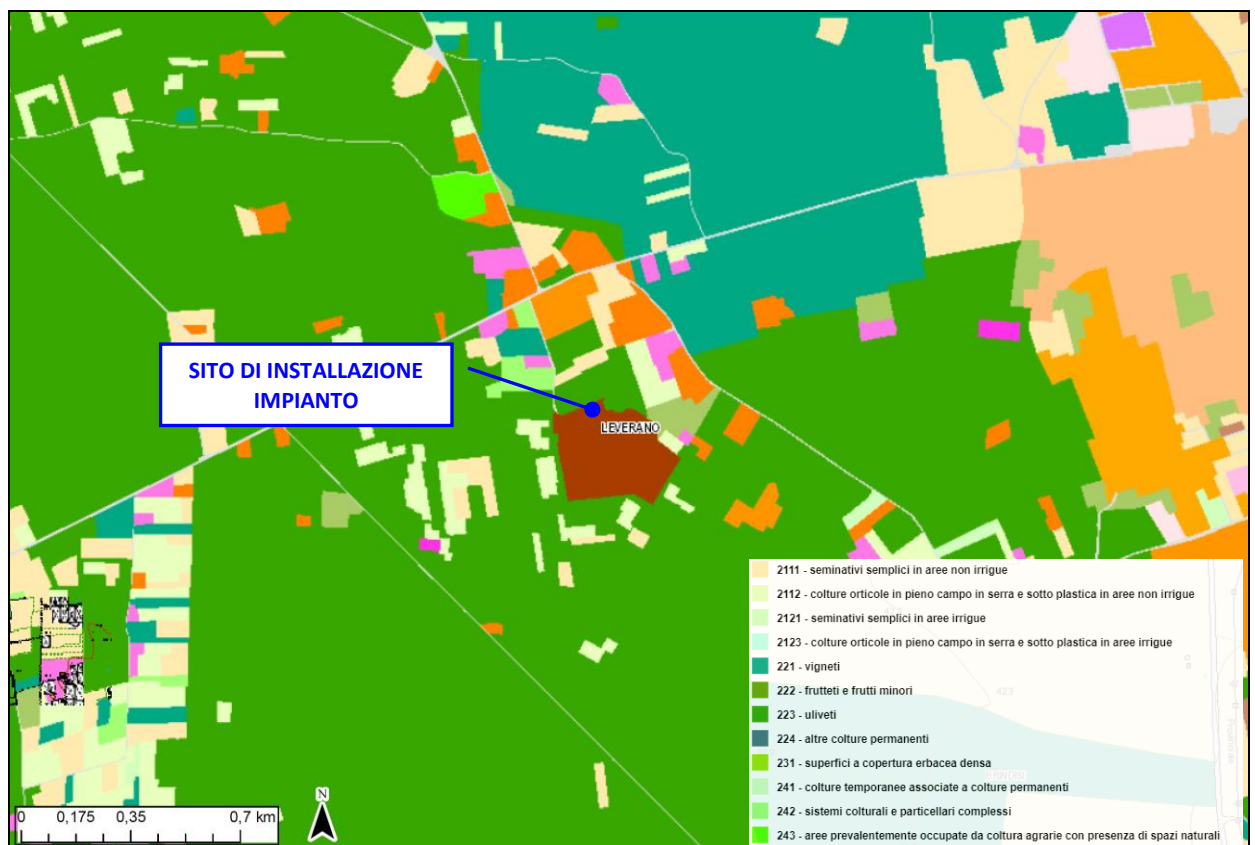 SITO DI INSTALLAZIONE
IMPIANTO
LEVERANO
2111 - seminativi semplici in aree non irrigue
2112 - colture orticole in pieno campo in serra e sotto plastica in aree non irrigue
2121 - seminativi semplici in aree irrigue
2123 - colture orticole in pieno campo in serra e sotto plastica in aree irrigue
221 - vigneti
222 - frutteti e frutti minori
223 - uliveti
224 - altre colture permanenti
231 - superfici a copertura erbacea densa
241 - colture temporanee associate a colture permanenti
242 - sistemi colturali e particellari complessi
243 - aree prevalentemente occupate da coltura agrarie con presenza di spazi naturali
423
BRINDISI
0 0,175 0,35 0,7 km
N